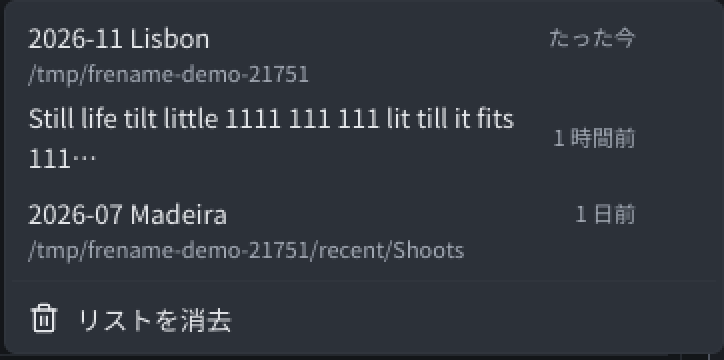 2026-11 Lisbon たった今
/tmp/frename-demo-21751
Still life tilt little 1111 111 111 lit till it fits
111… 1 時間前
2026-07 Madeira 1 日前
/tmp/frename-demo-21751/recent/Shoots
リストを消去